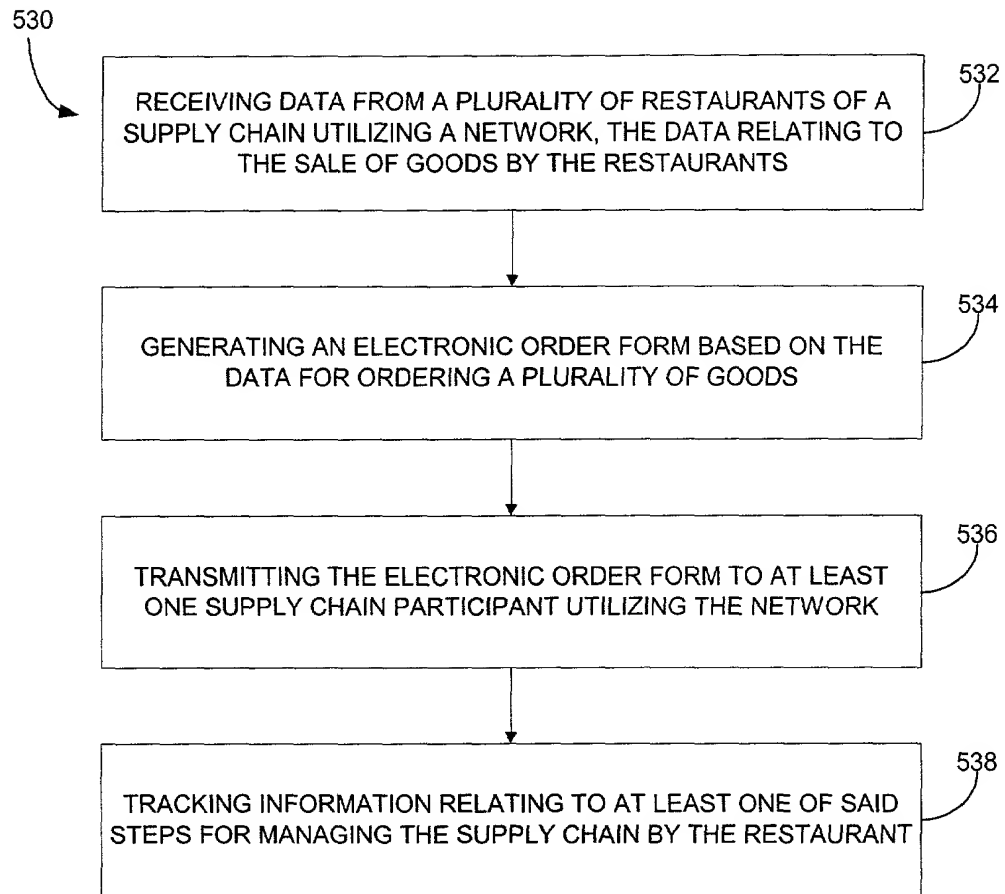 530
532
RECEIVING DATA FROM A PLURALITY OF RESTAURANTS OF A
SUPPLY CHAIN UTILIZING A NETWORK, THE DATA RELATING TO
THE SALE OF GOODS BY THE RESTAURANTS
534
GENERATING AN ELECTRONIC ORDER FORM BASED ON THE
DATA FOR ORDERING A PLURALITY OF GOODS
536
TRANSMITTING THE ELECTRONIC ORDER FORM TO AT LEAST
ONE SUPPLY CHAIN PARTICIPANT UTILIZING THE NETWORK
538
TRACKING INFORMATION RELATING TO AT LEAST ONE OF SAID
STEPS FOR MANAGING THE SUPPLY CHAIN BY THE RESTAURANT